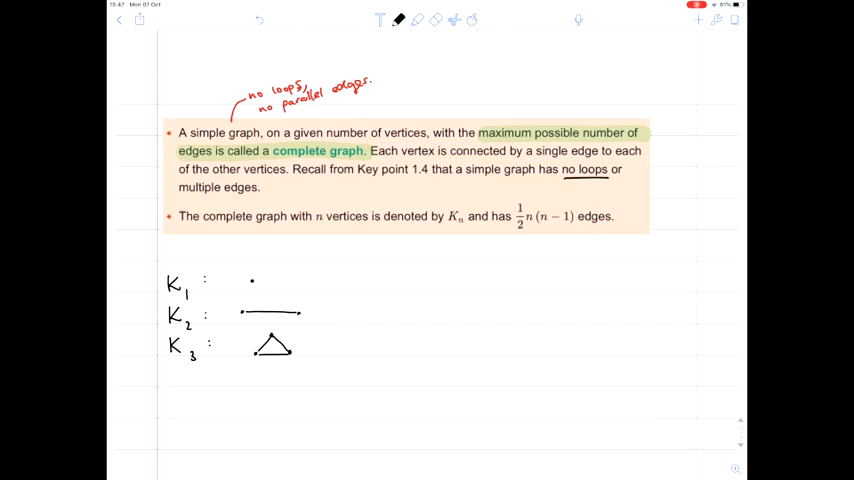 15.47 Mon 07 Oct
61%
no loops,
no parallel edges.
• A simple graph, on a given number of vertices, with the maximum possible number of
edges is called a complete graph. Each vertex is connected by a single edge to each
of the other vertices. Recall from Key point 1.4 that a simple graph has no loops or
multiple edges.
• The complete graph with n vertices is denoted by Kₙ and has 1/2 n (n − 1) edges.
K₁ :
K₂ :
K₃ :